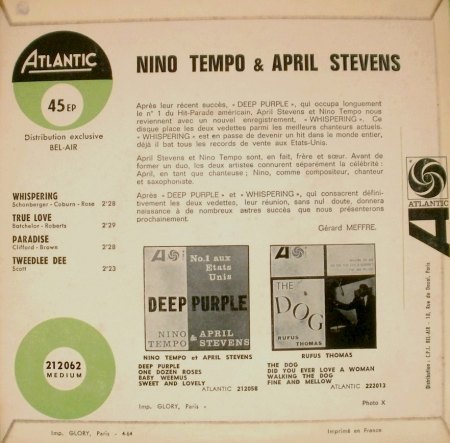 ATLANTIC
45 EP
Distribution exclusive
BEL-AIR
WHISPERING
Schonberger - Coburn - Rose 2'28
TRUE LOVE
Batchelor - Roberts 2'29
PARADISE
Clifford - Brown 2'28
TWEEDLEE DEE
Scott 2'23
212062
MEDIUM
NINO TEMPO & APRIL STEVENS
Après leur récent succès, « DEEP PURPLE », qui occupa longuement
le n° 1 du Hit-Parade américain, April Stevens et Nino Tempo nous
reviennent avec un nouvel enregistrement, « WHISPERING ». Ce
disque place les deux vedettes parmi les meilleurs chanteurs actuels.
« WHISPERING » est en passe de devenir un hit dans le monde entier,
déjà il bat tous les records de vente aux Etats-Unis.
April Stevens et Nino Tempo sont, en fait, frère et sœur. Avant de
former un duo, les deux artistes connurent séparément la célébrité :
April, en tant que chanteuse ; Nino, comme compositeur, chanteur
et saxophoniste.
Après « DEEP PURPLE » et « WHISPERING », qui consacrent défini-
tivement les deux vedettes, leur réunion, sans nul doute, donnera
naissance à de nombreux autres succès que nous présenterons
prochainement.
Gérard MEFFRE.
No.1 aux
Etats
Unis
DEEP PURPLE
NINO TEMPO & APRIL STEVENS
NINO TEMPO et APRIL STEVENS
DEEP PURPLE
ONE DOZEN ROSES
BABY WEEMUS
SWEET AND LOVELY
ATLANTIC 212058
THE DOG
RUFUS THOMAS
RUFUS THOMAS
THE DOG
DID YOU EVER LOVE A WOMAN
WALKING THE DOG
FINE AND MELLOW
ATLANTIC 222013
Imp. GLORY, Paris -
Photo X
ATLANTIC
Imp. GLORY, Paris - 4-64
Imprimé en France